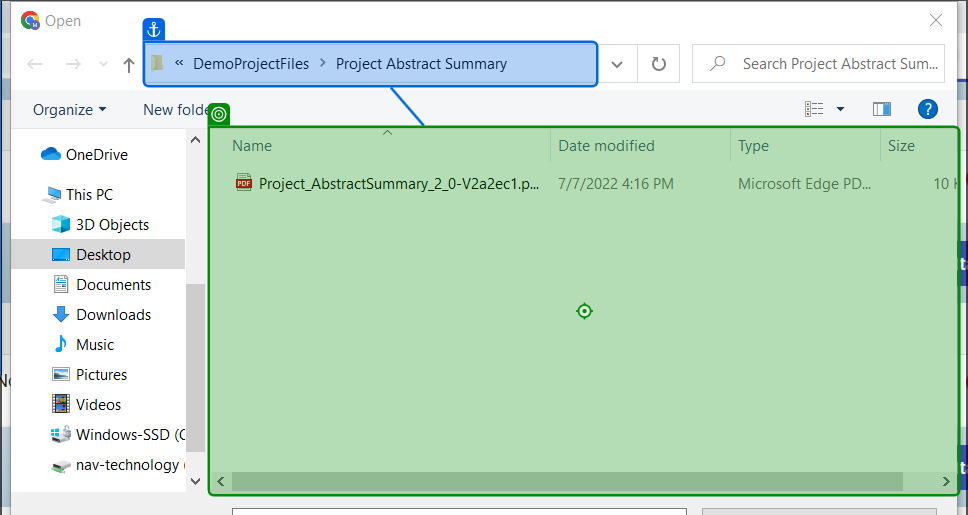 Open
« DemoProjectFiles > Project Abstract Summary
Search Project Abstract Sum...
Organize
New folde
Name
Date modified
Type
Size
Project_AbstractSummary_2_0-V2a2ec1.p...
7/7/2022 4:16 PM
Microsoft Edge PD...
10
OneDrive
This PC
3D Objects
Desktop
Documents
Downloads
Music
Pictures
Videos
Windows-SSD (C
nav-technology